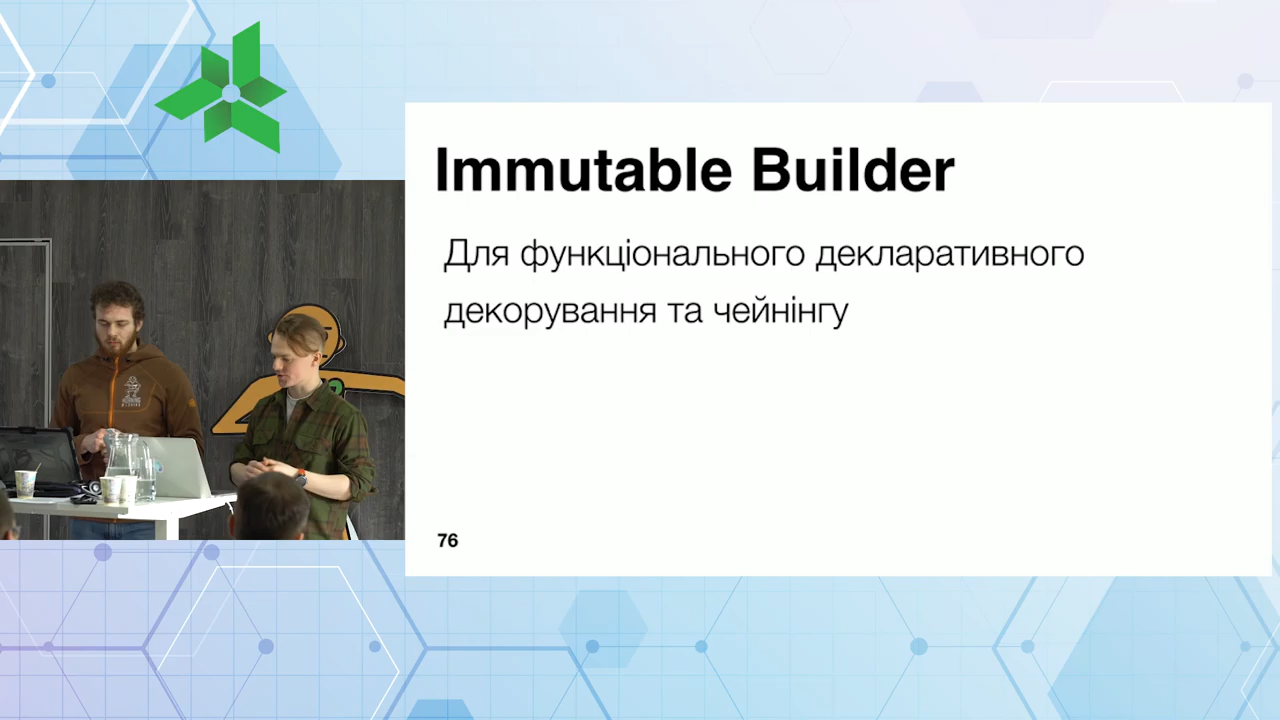 Immutable Builder
Для функціонального декларативного
декорування та чейнінгу
76